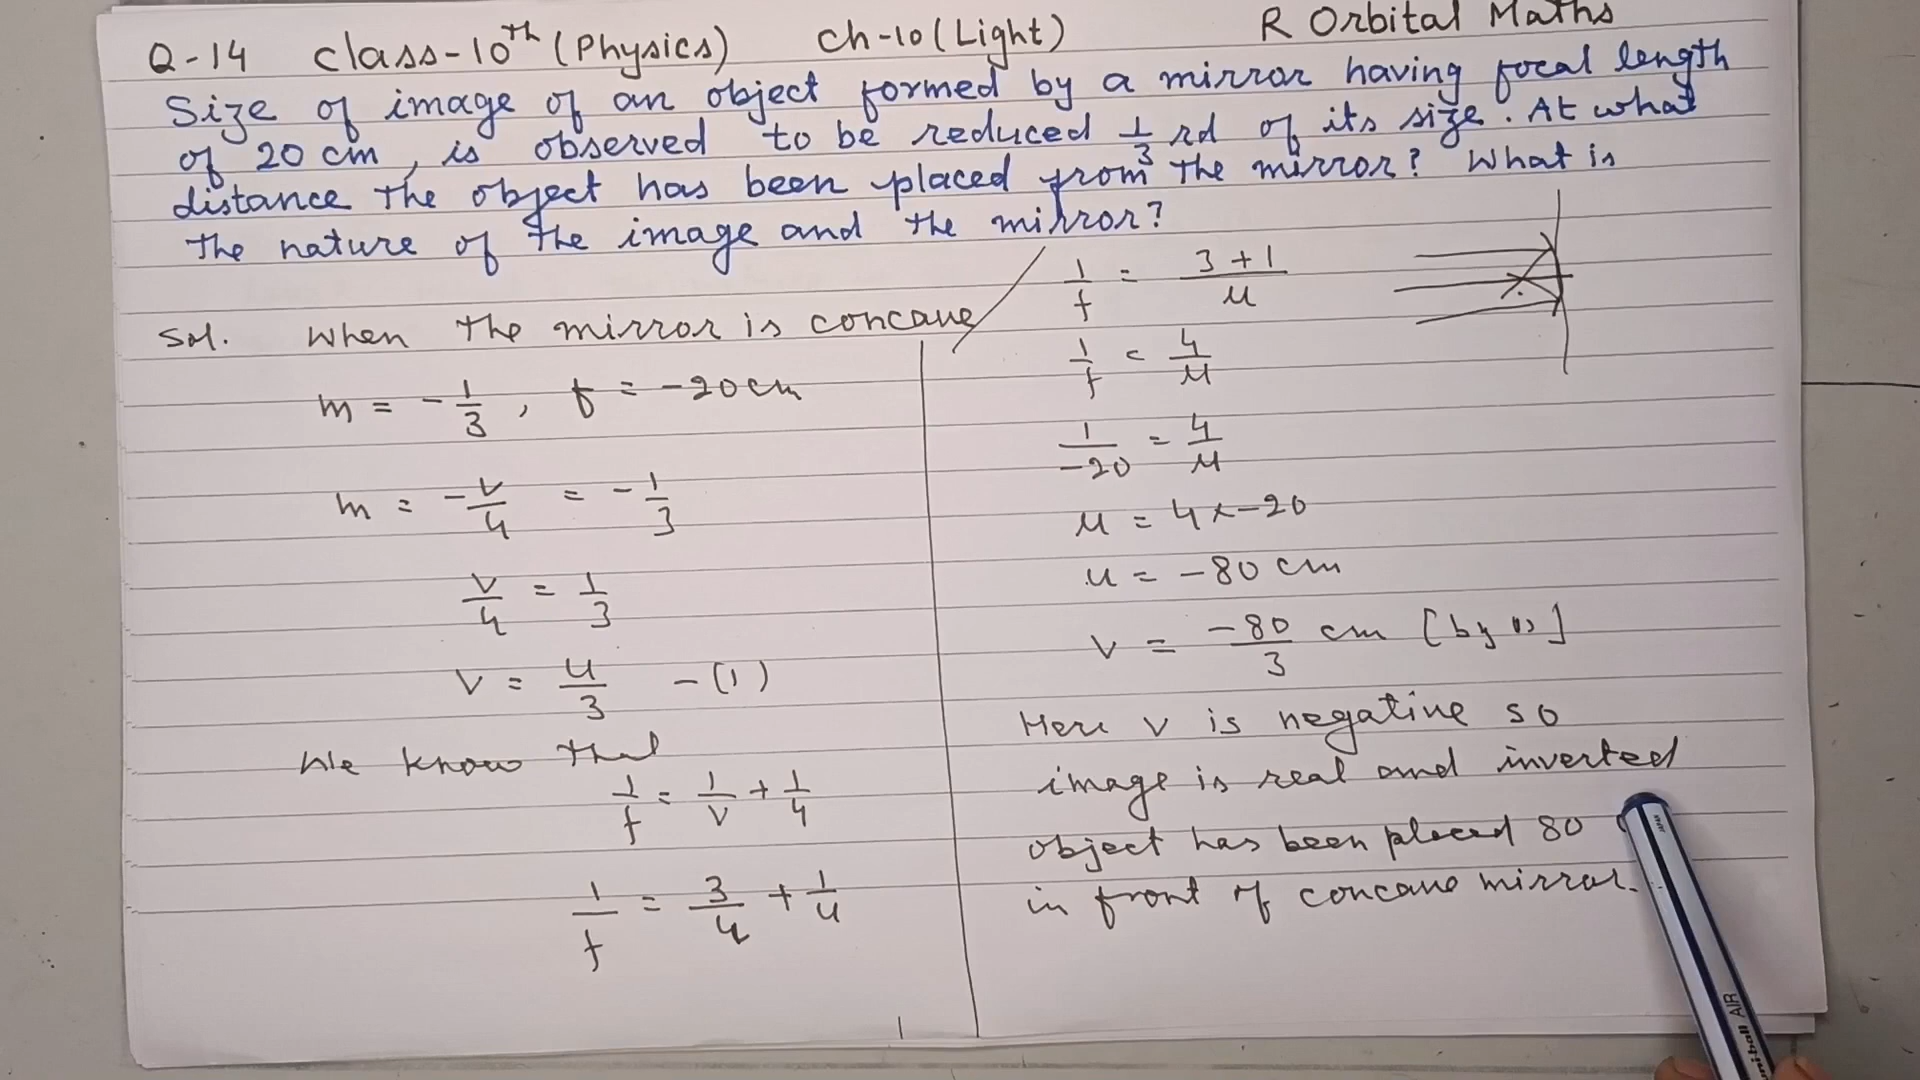 Q-14 Class-10th (Physics) Ch-10 (Light) R Orbital Maths
Size of image of an object formed by a mirror having focal length
of 20 cm, is observed to be reduced 1/3 rd of its size. At what
distance the object has been placed from the mirror? What is
the nature of the image and the mirror?
Sol. When the mirror is concave
m = -1/3, f = -20cm
m = -v/u = -1/3
v/u = 1/3
v = u/3 - (1)
We know that
1/f = 1/v + 1/u
1/f = 3/u + 1/u
1/f = 3+1/u
1/f = 4/u
1/-20 = 4/u
u = 4x-20
u = -80 cm
v = -80/3 cm [by (1)]
Here v is negative so
image is real and inverted
object has been placed 80
in front of concave mirror.
uni-ball AIR